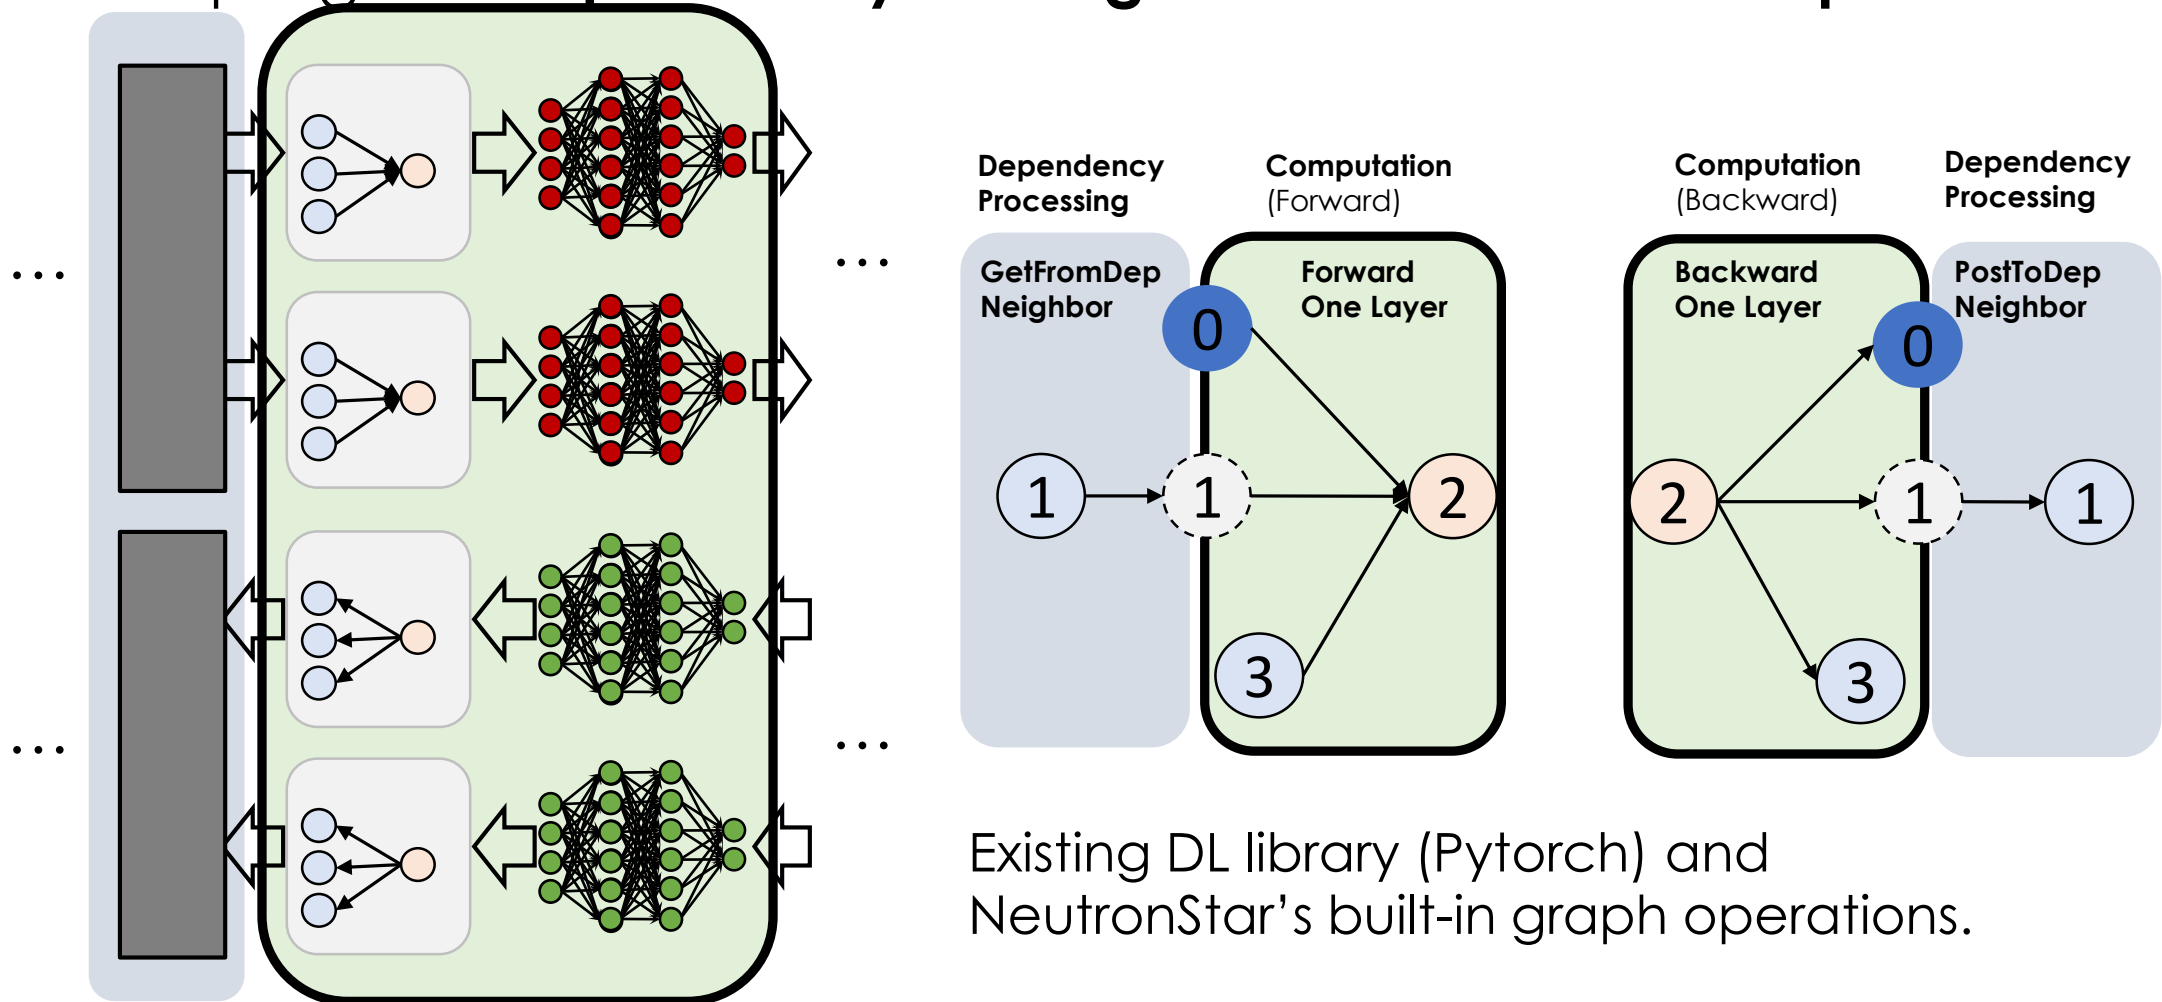 Dependency
Processing
Computation
(Forward)
Computation
(Backward)
Dependency
Processing
GetFromDep
Neighbor
Forward
One Layer
Backward
One Layer
PostToDep
Neighbor
0
0
1
1
2
2
1
1
3
3
...
...
...
...
Existing DL library (Pytorch) and
NeutronStar’s built-in graph operations.